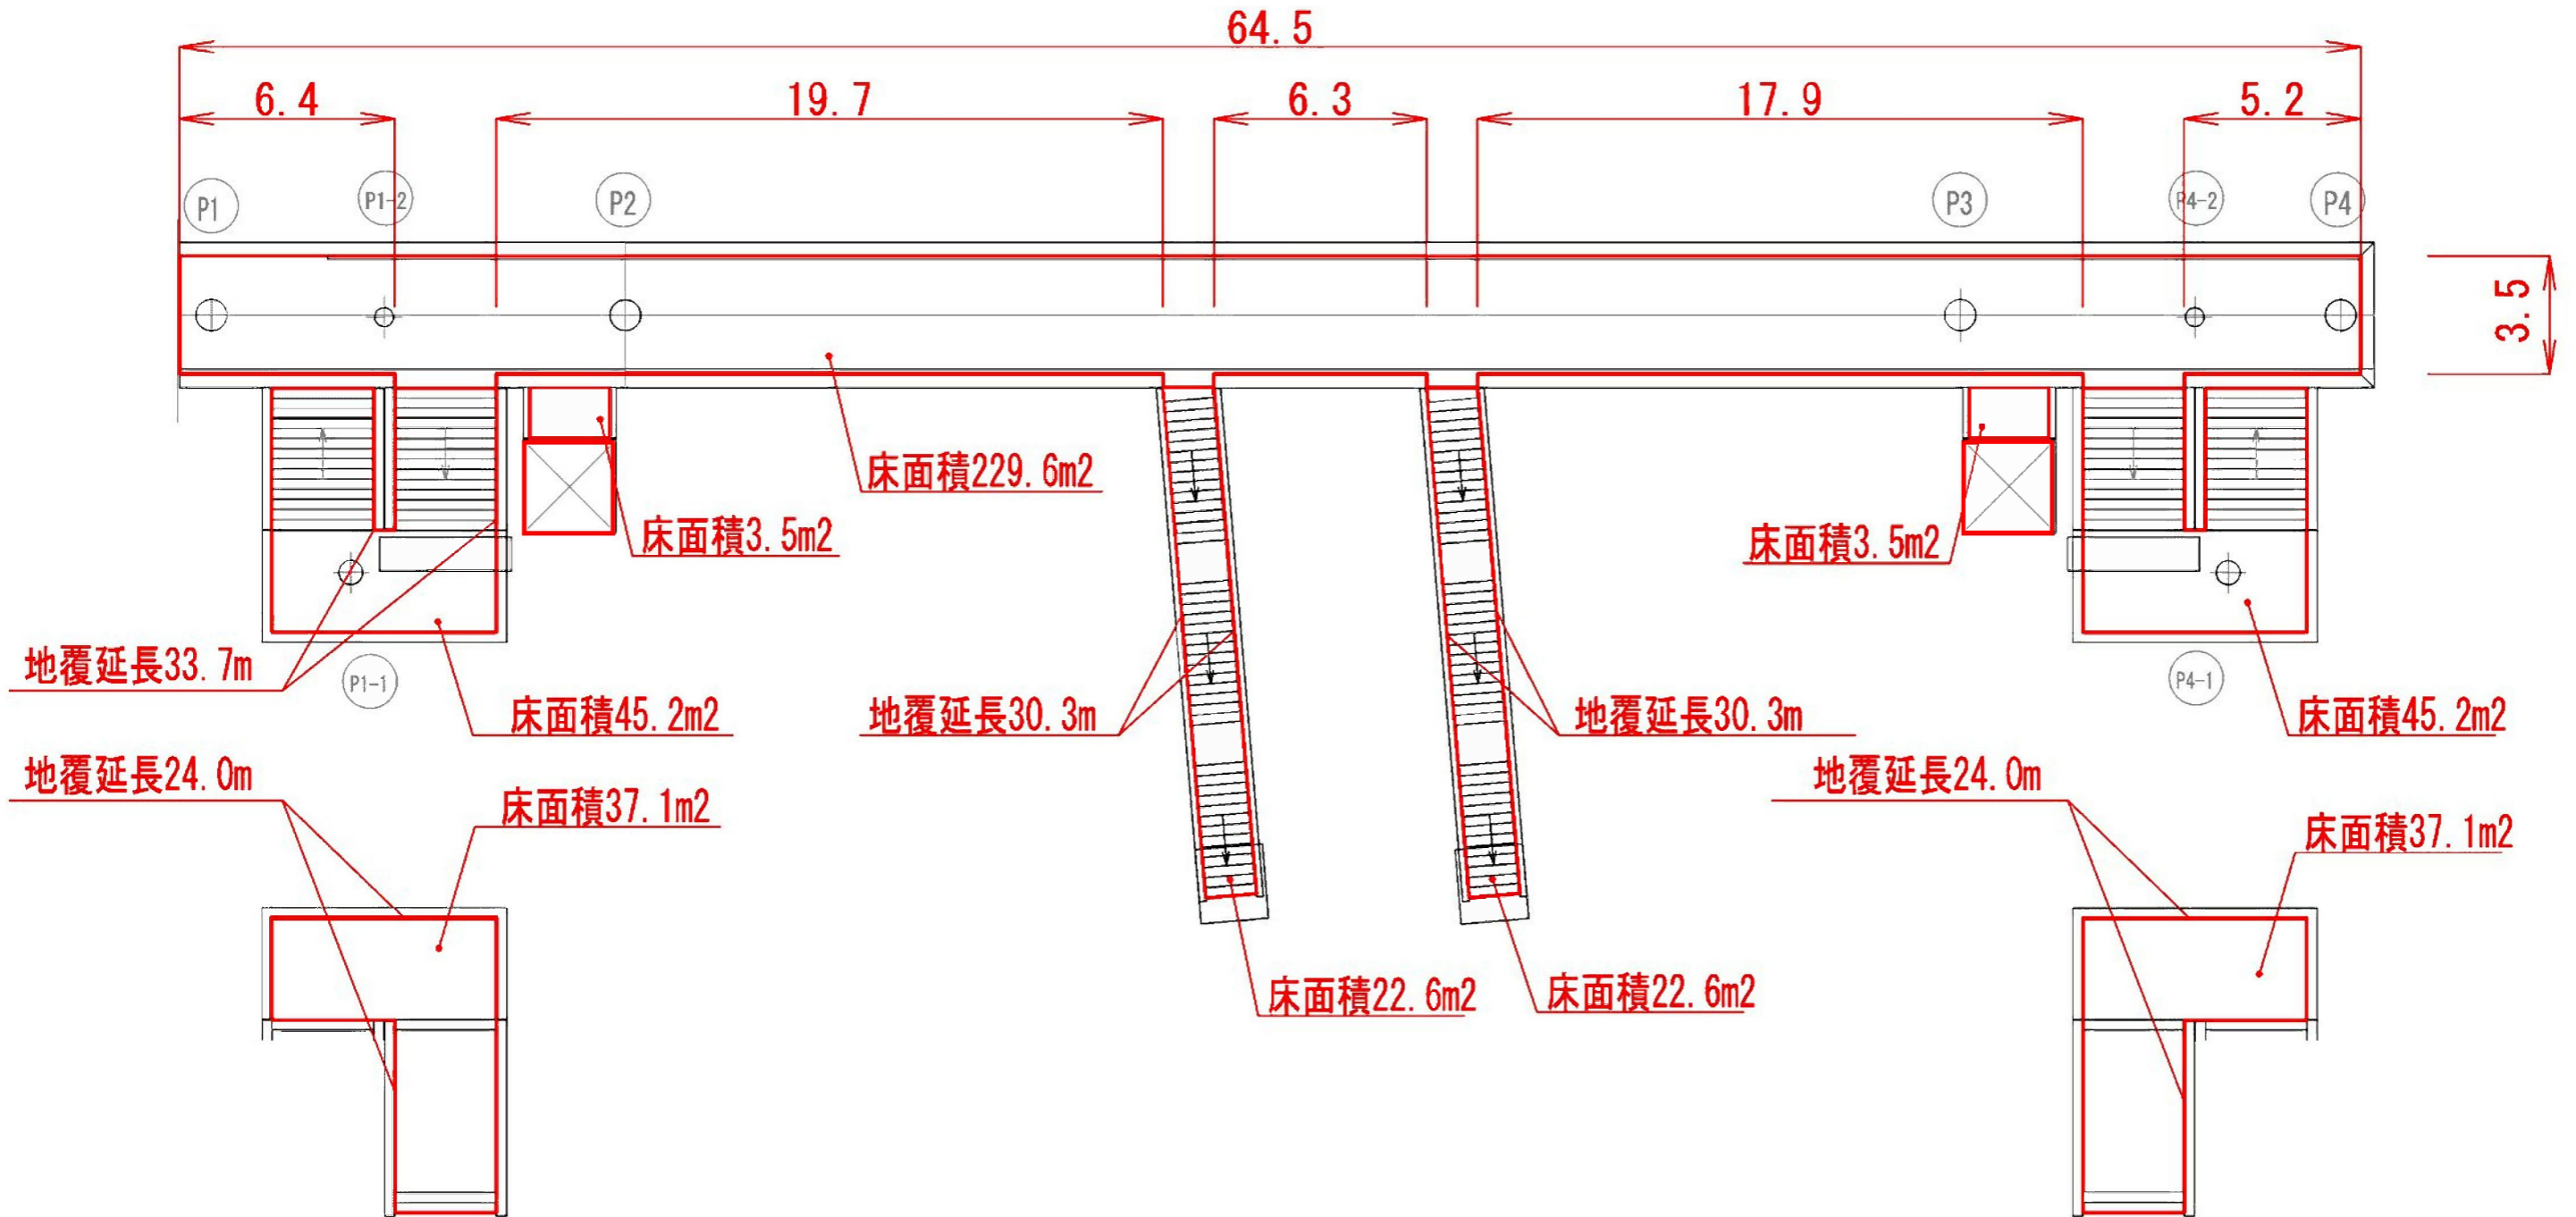 64.5
6.4
19.7
6.3
17.9
5.2
P1
P1-2
P2
P3
P4-2
P4
3.5
床面積229.6m2
床面積3.5m2
床面積3.5m2
地覆延長33.7m
P1-1
床面積45.2m2
地覆延長30.3m
地覆延長30.3m
P4-1
床面積45.2m2
地覆延長24.0m
床面積37.1m2
地覆延長24.0m
床面積37.1m2
床面積22.6m2
床面積22.6m2